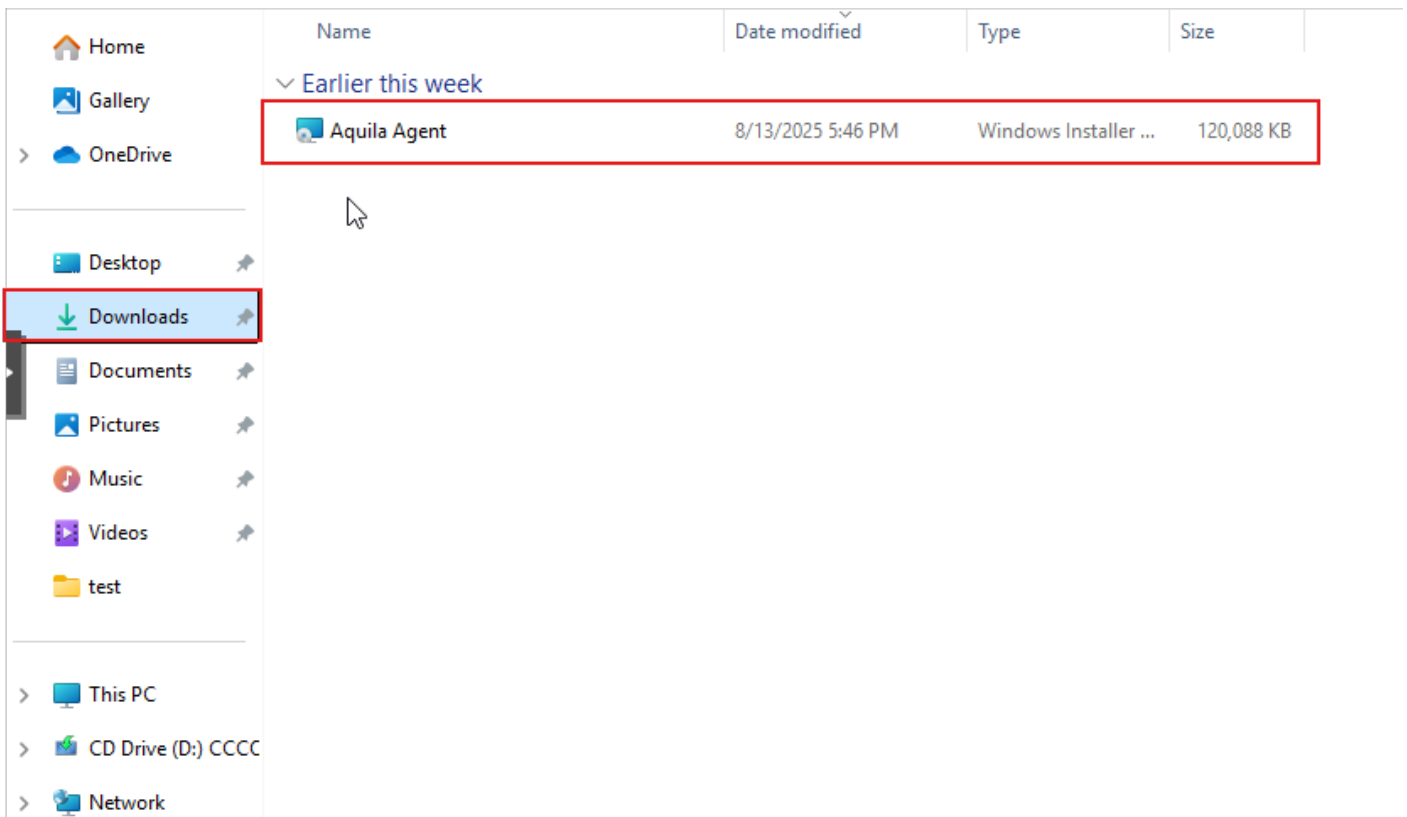 Name Date modified Type Size
Earlier this week
Aquila Agent 8/13/2025 5:46 PM Windows Installer ... 120,088 KB
Home
Gallery
OneDrive
Desktop
Downloads
Documents
Pictures
Music
Videos
test
This PC
CD Drive (D:) CCCC
Network